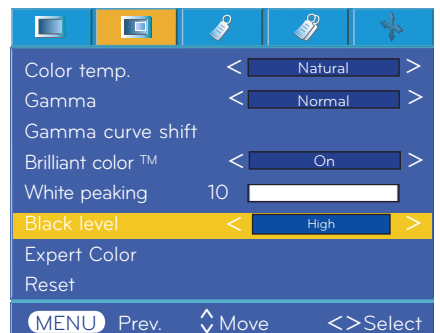 Color temp. < Natural >
Gamma < Normal >
Gamma curve shift
Brilliant color ™ < On >
White peaking 10
Black level < High >
Expert Color
Reset
MENU Prev. Move <>Select